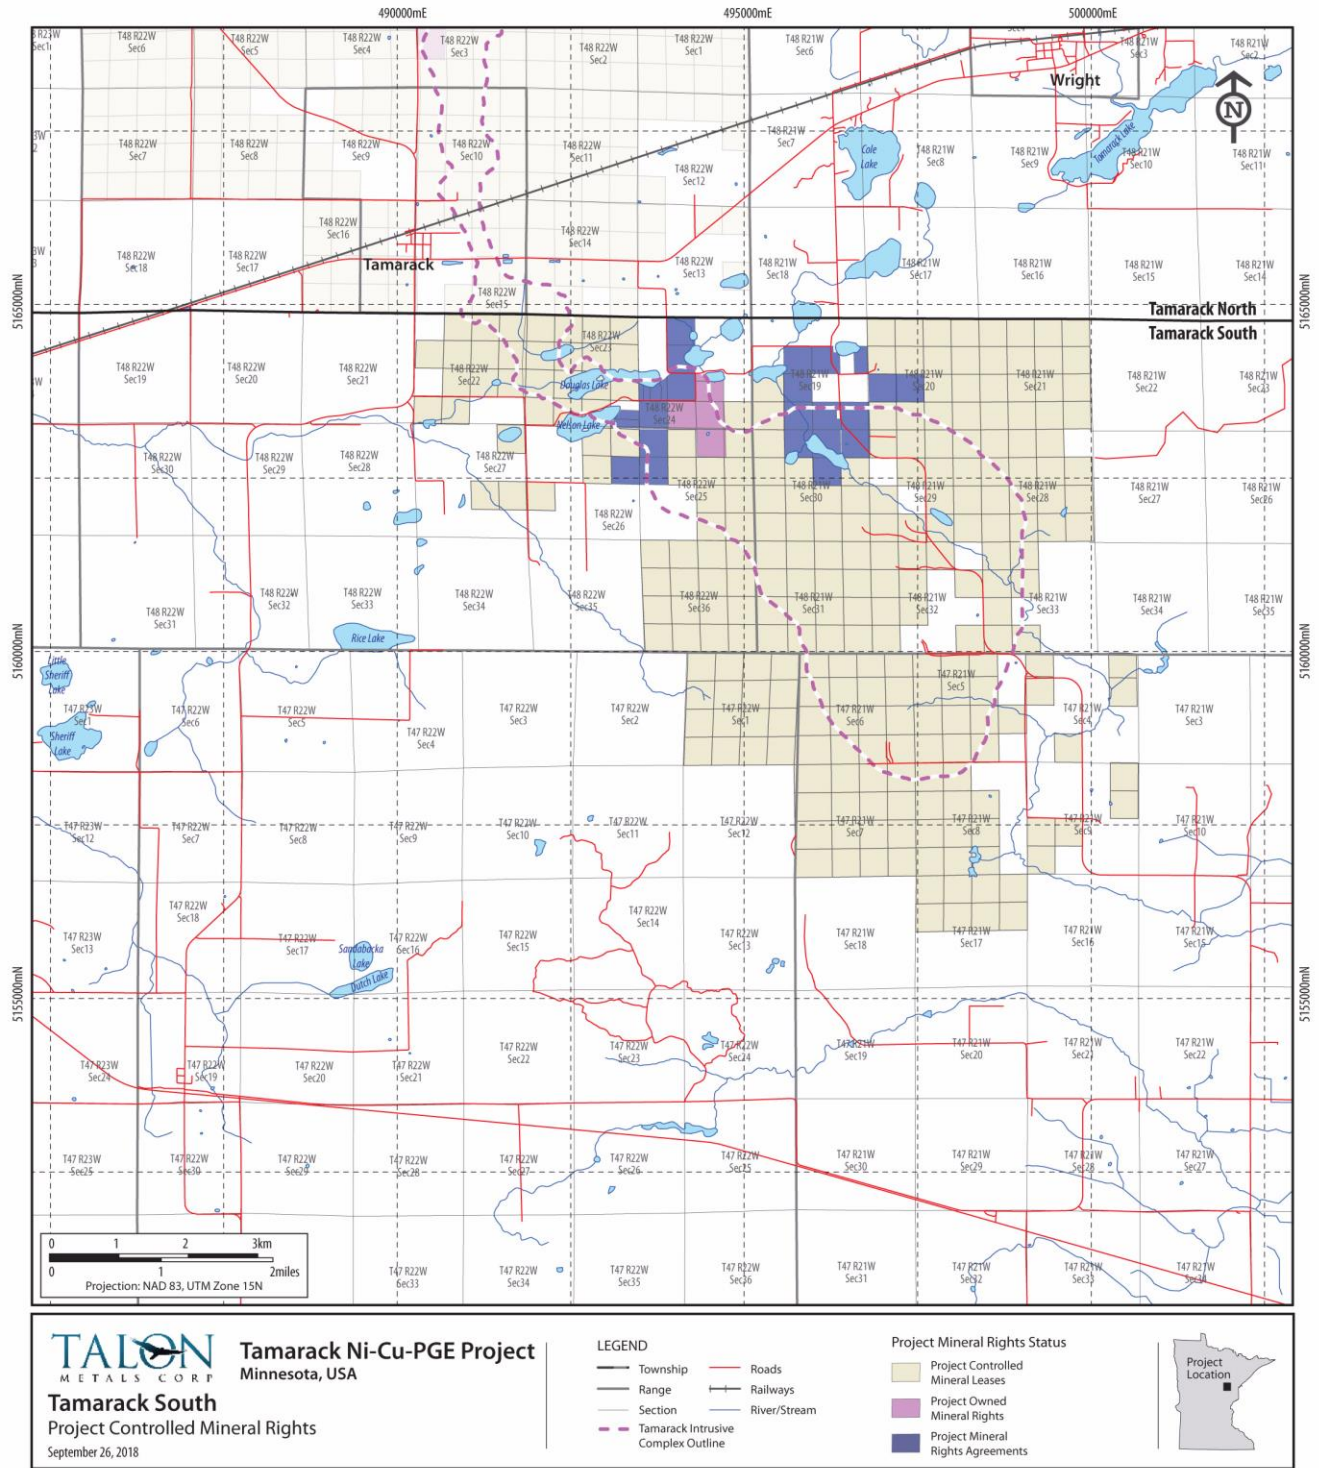 490000mE
495000mE
500000mE
T48 R22W
Sec6
T48 R22W
Sec5
T48 R22W
Sec4
T48 R22W
Sec3
T48 R22W
Sec2
T48 R22W
Sec1
T48 R21W
Sec6
T48 R21W
Sec3
T48 R21W
Sec2
Wright
N
T48 R22W
Sec7
T48 R22W
Sec8
T48 R22W
Sec9
T48 R22W
Sec10
T48 R22W
Sec11
T48 R22W
Sec12
T48 R21W
Sec7
Cole
Lake
T48 R21W
Sec8
T48 R21W
Sec9
Tamarack Lake
T48 R21W
Sec10
T48 R21W
Sec11
T48 R22W
Sec18
T48 R22W
Sec17
T48 R22W
Sec16
Tamarack
T48 R22W
Sec15
T48 R22W
Sec14
T48 R22W
Sec13
T48 R21W
Sec18
T48 R21W
Sec17
T48 R21W
Sec16
T48 R21W
Sec15
T48 R21W
Sec14
5165000mN
5165000mN
Tamarack North
Tamarack South
T48 R22W
Sec19
T48 R22W
Sec20
T48 R22W
Sec21
T48 R22W
Sec22
T48 R22W
Sec23
Douglas Lake
Nelson Lake
T48 R22W
Sec24
T48 R21W
Sec19
T48 R21W
Sec20
T48 R21W
Sec21
T48 R21W
Sec22
T48 R21W
Sec23
T48 R22W
Sec30
T48 R22W
Sec29
T48 R22W
Sec28
T48 R22W
Sec27
T48 R22W
Sec26
T48 R22W
Sec25
T48 R21W
Sec30
T48 R21W
Sec29
T48 R21W
Sec28
T48 R21W
Sec27
T48 R21W
Sec26
T48 R22W
Sec31
T48 R22W
Sec32
T48 R22W
Sec33
T48 R22W
Sec34
T48 R22W
Sec35
T48 R22W
Sec36
T48 R21W
Sec31
T48 R21W
Sec32
T48 R21W
Sec33
T48 R21W
Sec34
T48 R21W
Sec35
Rice Lake
5160000mN
5160000mN
Little
Sheriff
Lake
T47 R23W
Sec1
Sheriff
Lake
T47 R22W
Sec6
T47 R22W
Sec5
T47 R22W
Sec4
T47 R22W
Sec3
T47 R22W
Sec2
T47 R22W
Sec1
T47 R21W
Sec6
T47 R21W
Sec5
T47 R21W
Sec4
T47 R21W
Sec3
T47 R23W
Sec12
T47 R22W
Sec7
T47 R22W
Sec8
T47 R22W
Sec9
T47 R22W
Sec10
T47 R22W
Sec11
T47 R22W
Sec12
T47 R21W
Sec7
T47 R21W
Sec8
T47 R21W
Sec9
T47 R21W
Sec10
T47 R23W
Sec13
T47 R22W
Sec18
T47 R22W
Sec17
Sandabacka
Lake
Dutch Lake
T47 R22W
Sec16
T47 R22W
Sec15
T47 R22W
Sec14
T47 R22W
Sec13
T47 R21W
Sec18
T47 R21W
Sec17
T47 R21W
Sec16
T47 R21W
Sec15
5155000mN
5155000mN
T47 R23W
Sec24
T47 R22W
Sec19
T47 R22W
Sec20
T47 R22W
Sec21
T47 R22W
Sec22
T47 R22W
Sec23
T47 R22W
Sec24
T47 R21W
Sec19
T47 R21W
Sec20
T47 R21W
Sec21
T47 R21W
Sec22
T47 R23W
Sec25
T47 R22W
Sec30
T47 R22W
Sec29
T47 R22W
Sec28
T47 R22W
Sec27
T47 R22W
Sec26
T47 R22W
Sec25
T47 R21W
Sec30
T47 R21W
Sec29
T47 R21W
Sec28
T47 R21W
Sec27
T47 R22W
6ec33
T47 R22W
Sec34
T47 R22W
Sec35
T47 R22W
Sec36
T47 R21W
Sec31
T47 R21W
Sec32
T47 R21W
Sec33
T47 R21W
Sec34
0 1 2 3km
0 1 2miles
Projection: NAD 83, UTM Zone 15N
TALON
METALS CORP
Tamarack Ni-Cu-PGE Project
Minnesota, USA
Tamarack South
Project Controlled Mineral Rights
September 26, 2018
LEGEND
Township
Range
Section
Tamarack Intrusive
Complex Outline
Roads
Railways
River/Stream
Project Mineral Rights Status
Project Controlled
Mineral Leases
Project Owned
Mineral Rights
Project Mineral
Rights Agreements
Project
Location